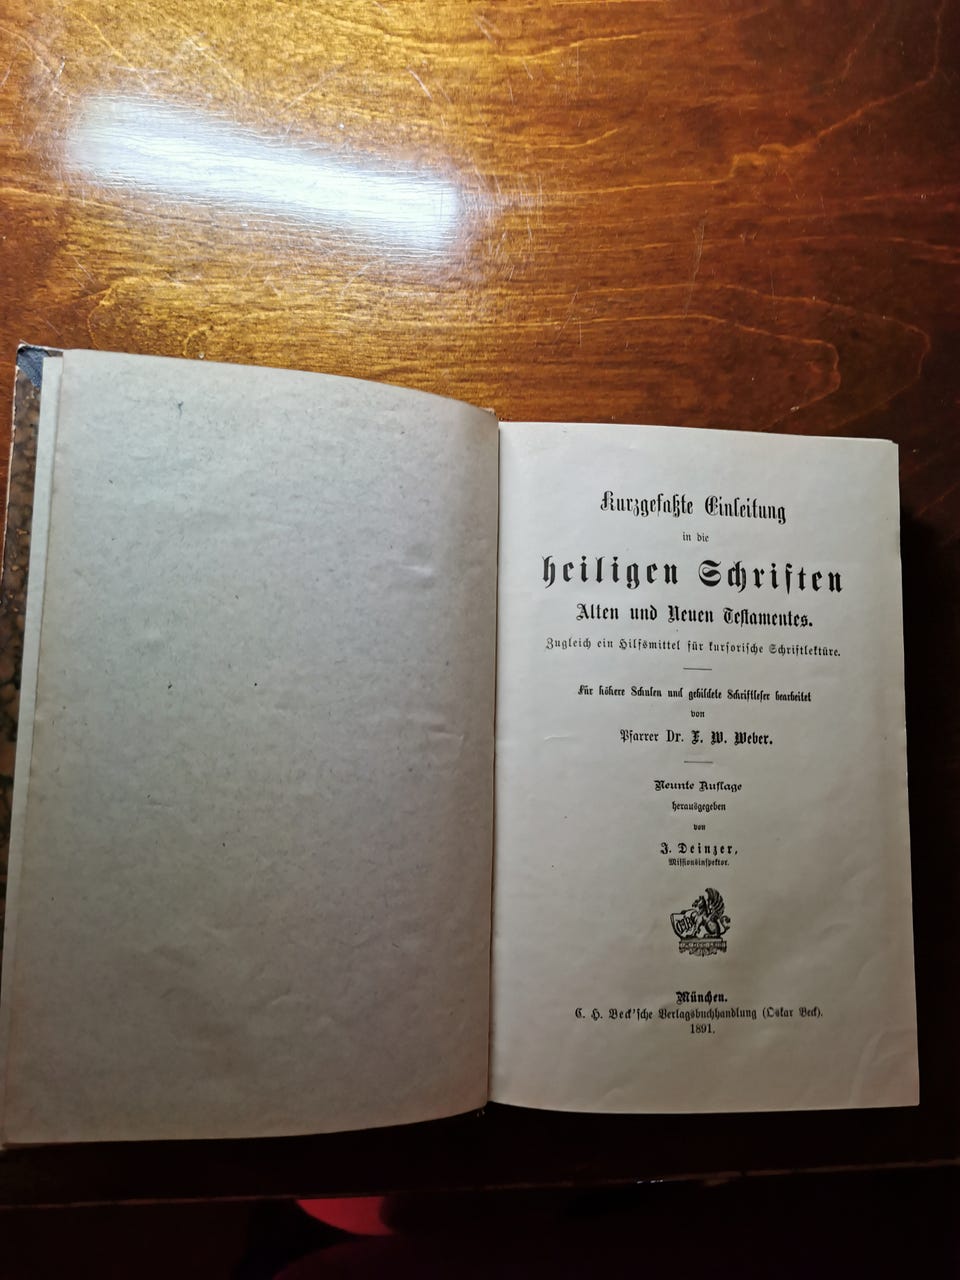 Kurzgefaßte Einleitung
in die
heiligen Schriften
Alten und Neuen Testamentes.
Zugleich ein Hilfsmittel für kursorische Schriftlektüre.
Für höhere Schulen und gebildete Schriftleser bearbeitet
von
Pfarrer Dr. F. W. Weber.
Neunte Auflage
herausgegeben
von
J. Deinzer,
Missionsinspektor.
München.
C. H. Beck'sche Verlagsbuchhandlung (Oskar Beck).
1891.